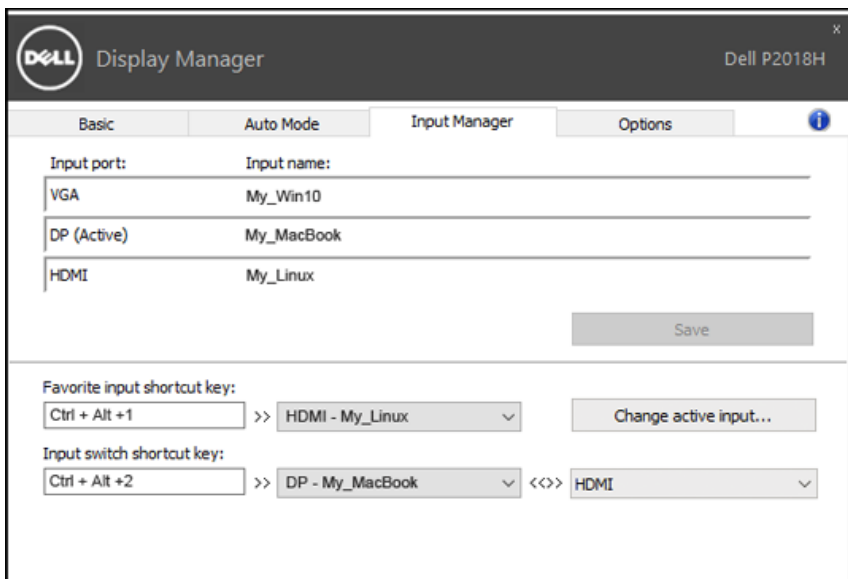 DELL Display Manager Dell P2018H x
Basic Auto Mode Input Manager Options i
Input port: Input name:
VGA My_Win10
DP (Active) My_MacBook
HDMI My_Linux
Save
Favorite input shortcut key:
Ctrl + Alt +1 >> HDMI - My_Linux Change active input...
Input switch shortcut key:
Ctrl + Alt +2 >> DP - My_MacBook <<>> HDMI